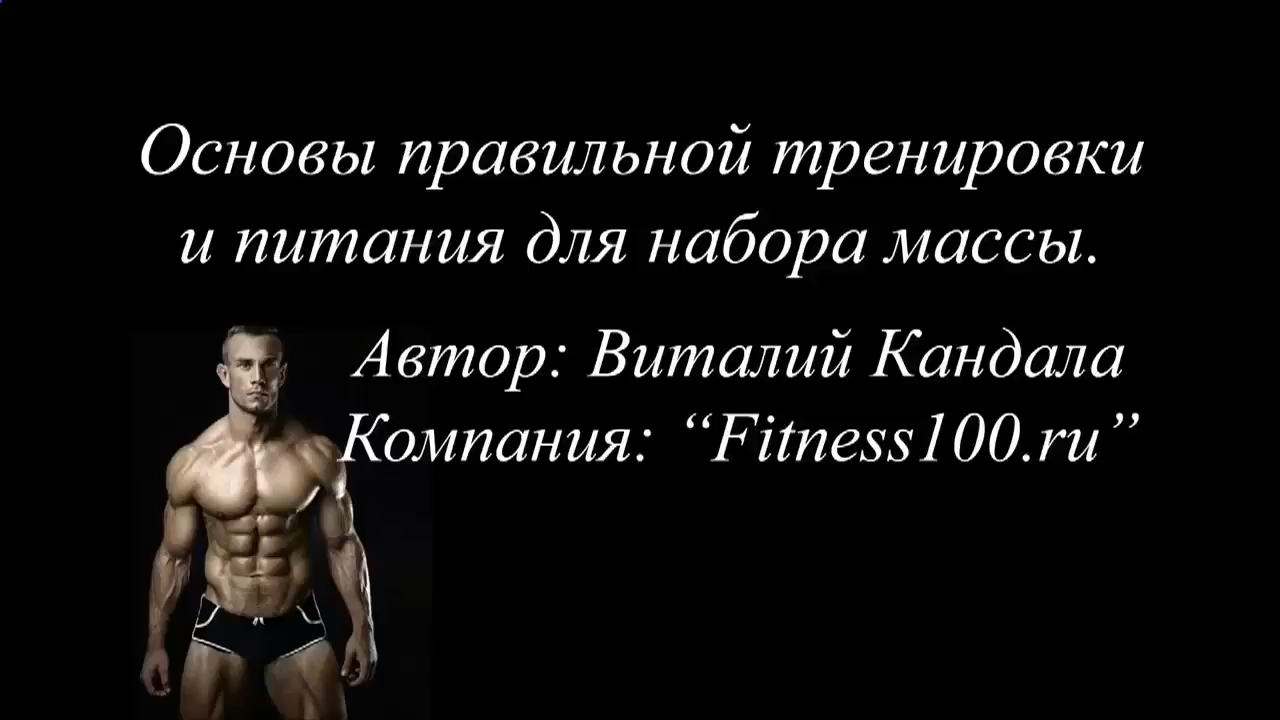 Основы правильной тренировки
и питания для набора массы.
Автор: Виталий Кандала
Компания: “Fitness100.ru”